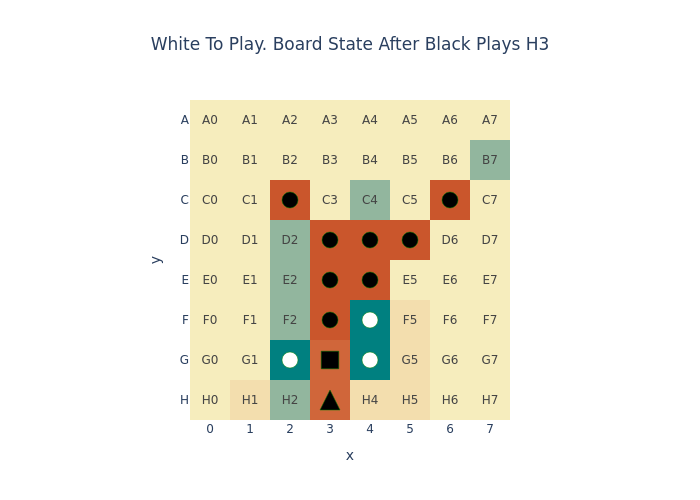 White To Play. Board State After Black Plays H3
A A0 A1 A2 A3 A4 A5 A6 A7
B B0 B1 B2 B3 B4 B5 B6 B7
C C0 C1 C3 C4 C5 C7
D D0 D1 D2 D6 D7
E E0 E1 E2 E5 E6 E7
F F0 F1 F2 F5 F6 F7
G G0 G1 G5 G6 G7
H H0 H1 H2 H4 H5 H6 H7
0 1 2 3 4 5 6 7
x
y